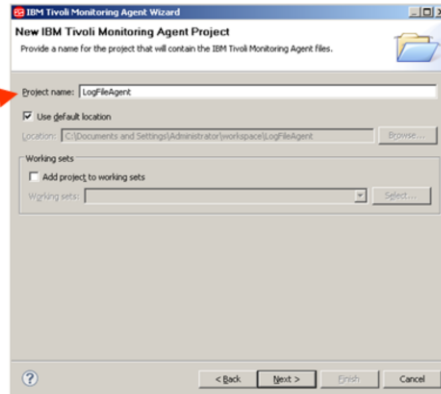 IBM Tivoli Monitoring Agent Wizard
New IBM Tivoli Monitoring Agent Project
Provide a name for the project that will contain the IBM Tivoli Monitoring Agent files.
Project name: LogFileAgent
Use default location
Location: C:\Documents and Settings\Administrator\workspace\LogFileAgent Browse...
Working sets
Add project to working sets
Working sets: Select...
? < Back Next > Finish Cancel